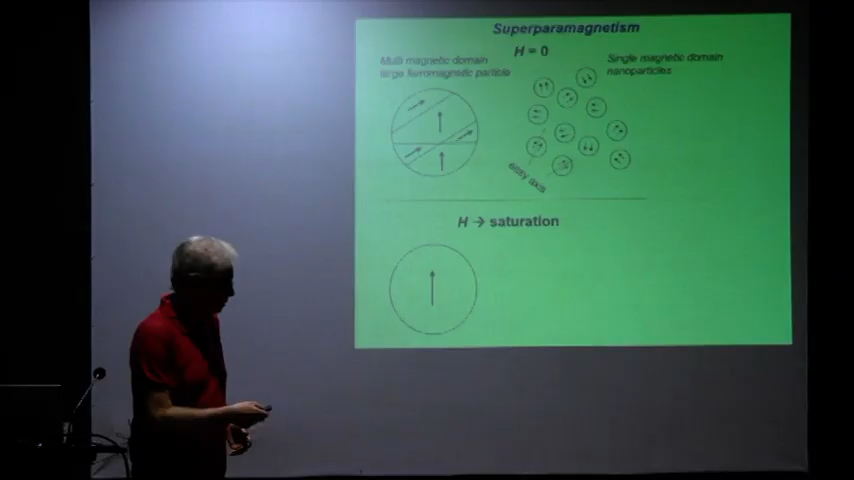 Superparamagnetism
H = 0
Multi magnetic domain
large ferromagnetic particle
Single magnetic domain
nanoparticles
easy axis
H → saturation